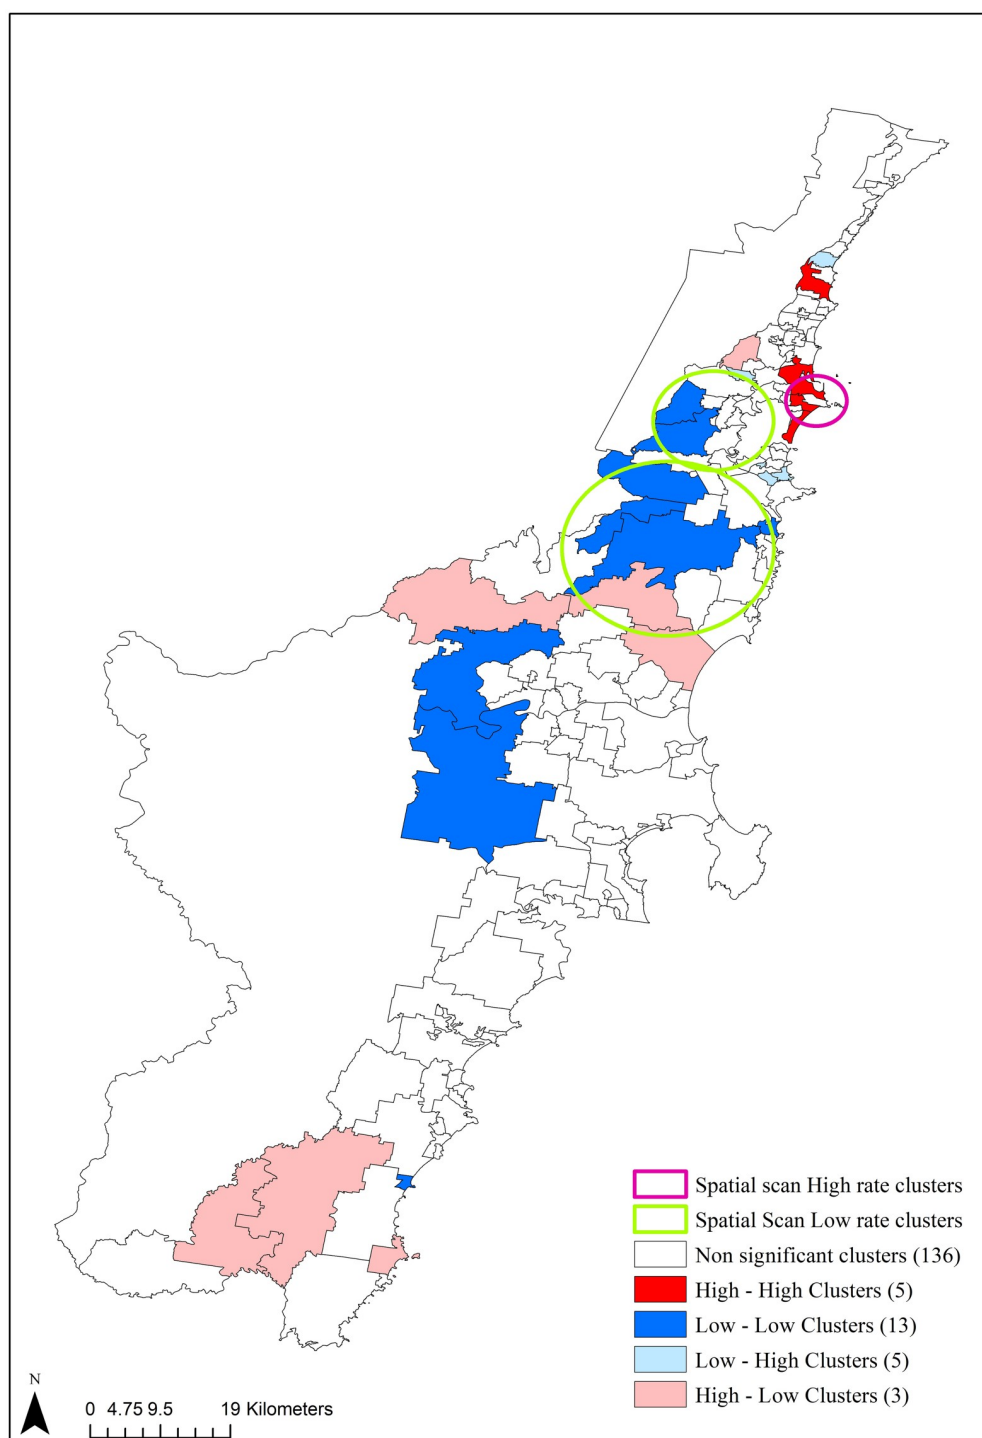 Spatial scan High rate clusters
Spatial Scan Low rate clusters
Non significant clusters (136)
High - High Clusters (5)
Low - Low Clusters (13)
Low - High Clusters (5)
High - Low Clusters (3)
N
0 4.75 9.5 19 Kilometers